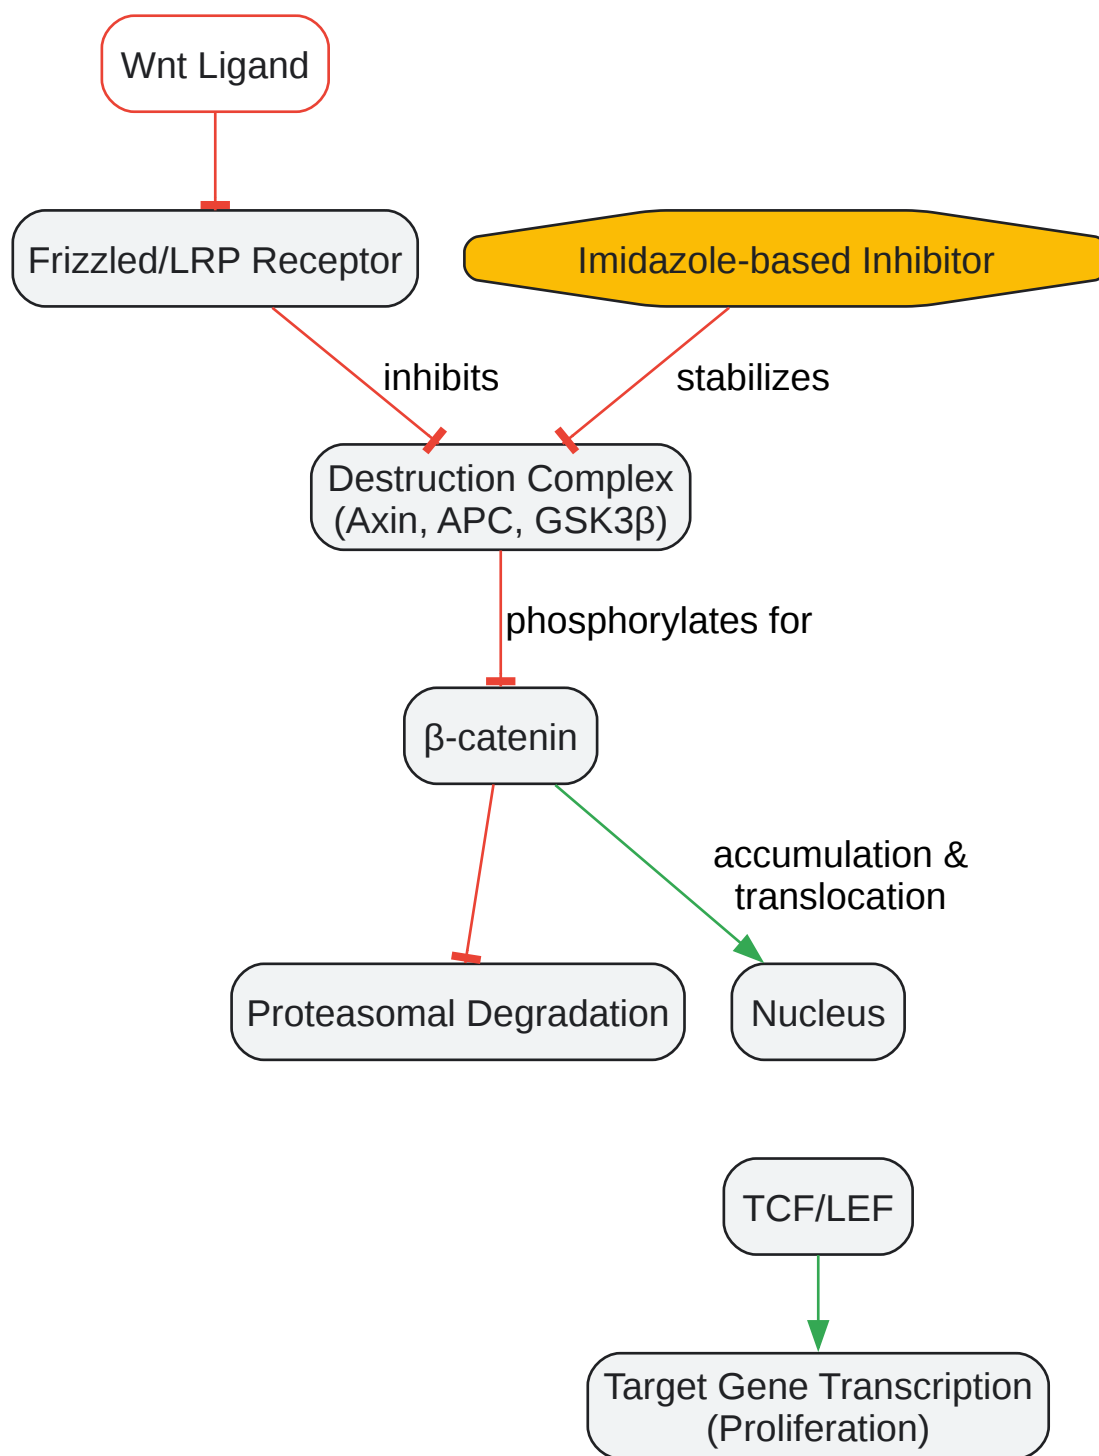 Wnt Ligand
Frizzled/LRP Receptor
Imidazole-based Inhibitor
inhibits
stabilizes
Destruction Complex
(Axin, APC, GSK3β)
phosphorylates for
β-catenin
accumulation &
translocation
Proteasomal Degradation
Nucleus
TCF/LEF
Target Gene Transcription
(Proliferation)